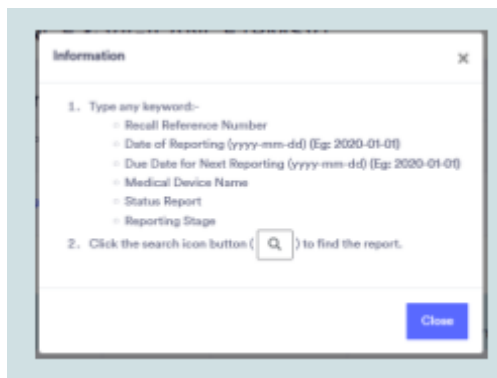 Information ×
1. Type any keyword:-
○ Recall Reference Number
○ Date of Reporting (yyyy-mm-dd) (Eg: 2020-01-01)
○ Due Date for Next Reporting (yyyy-mm-dd) (Eg: 2020-01-01)
○ Medical Device Name
○ Status Report
○ Reporting Stage
2. Click the search icon button ( ) to find the report.
Close